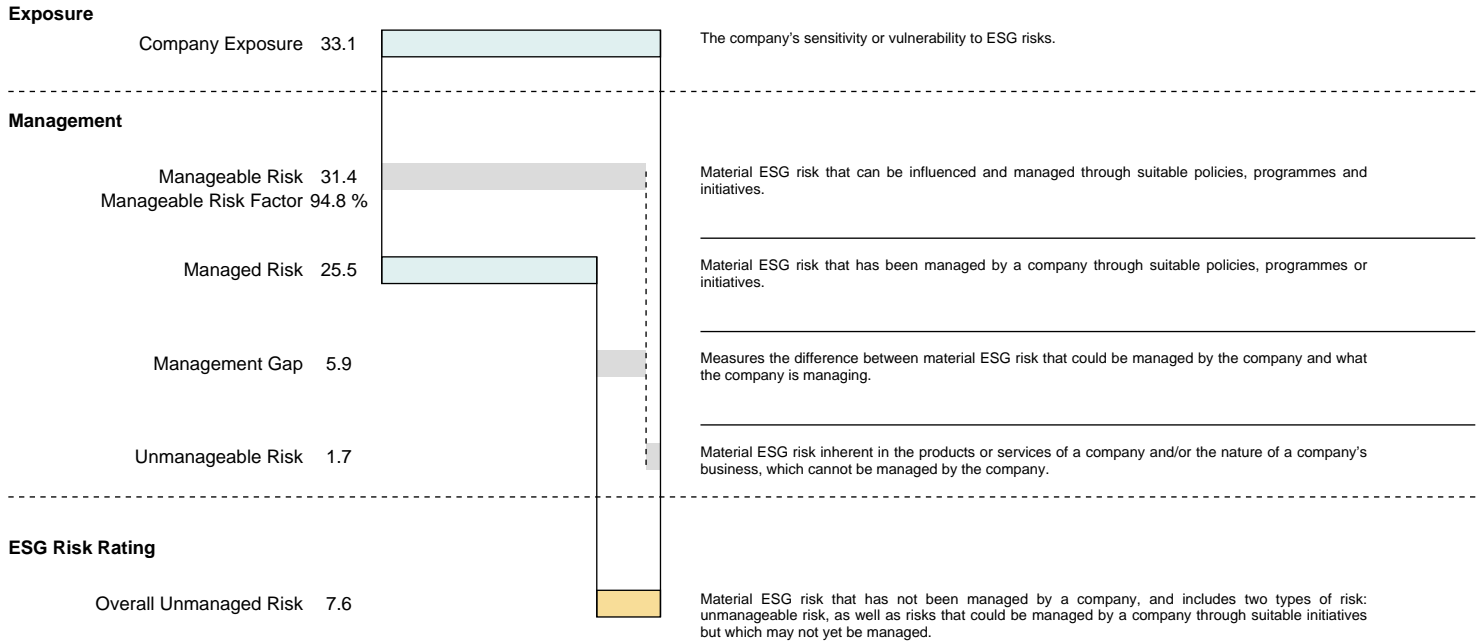 Exposure
Company Exposure 33.1
The company's sensitivity or vulnerability to ESG risks.
Management
Manageable Risk 31.4
Manageable Risk Factor 94.8 %
Material ESG risk that can be influenced and managed through suitable policies, programmes and
initiatives.
Managed Risk 25.5
Material ESG risk that has been managed by a company through suitable policies, programmes or
initiatives.
Management Gap 5.9
Measures the difference between material ESG risk that could be managed by the company and what
the company is managing.
Unmanageable Risk 1.7
Material ESG risk inherent in the products or services of a company and/or the nature of a company's
business, which cannot be managed by the company.
ESG Risk Rating
Overall Unmanaged Risk 7.6
Material ESG risk that has not been managed by a company, and includes two types of risk:
unmanageable risk, as well as risks that could be managed by a company through suitable initiatives
but which may not yet be managed.